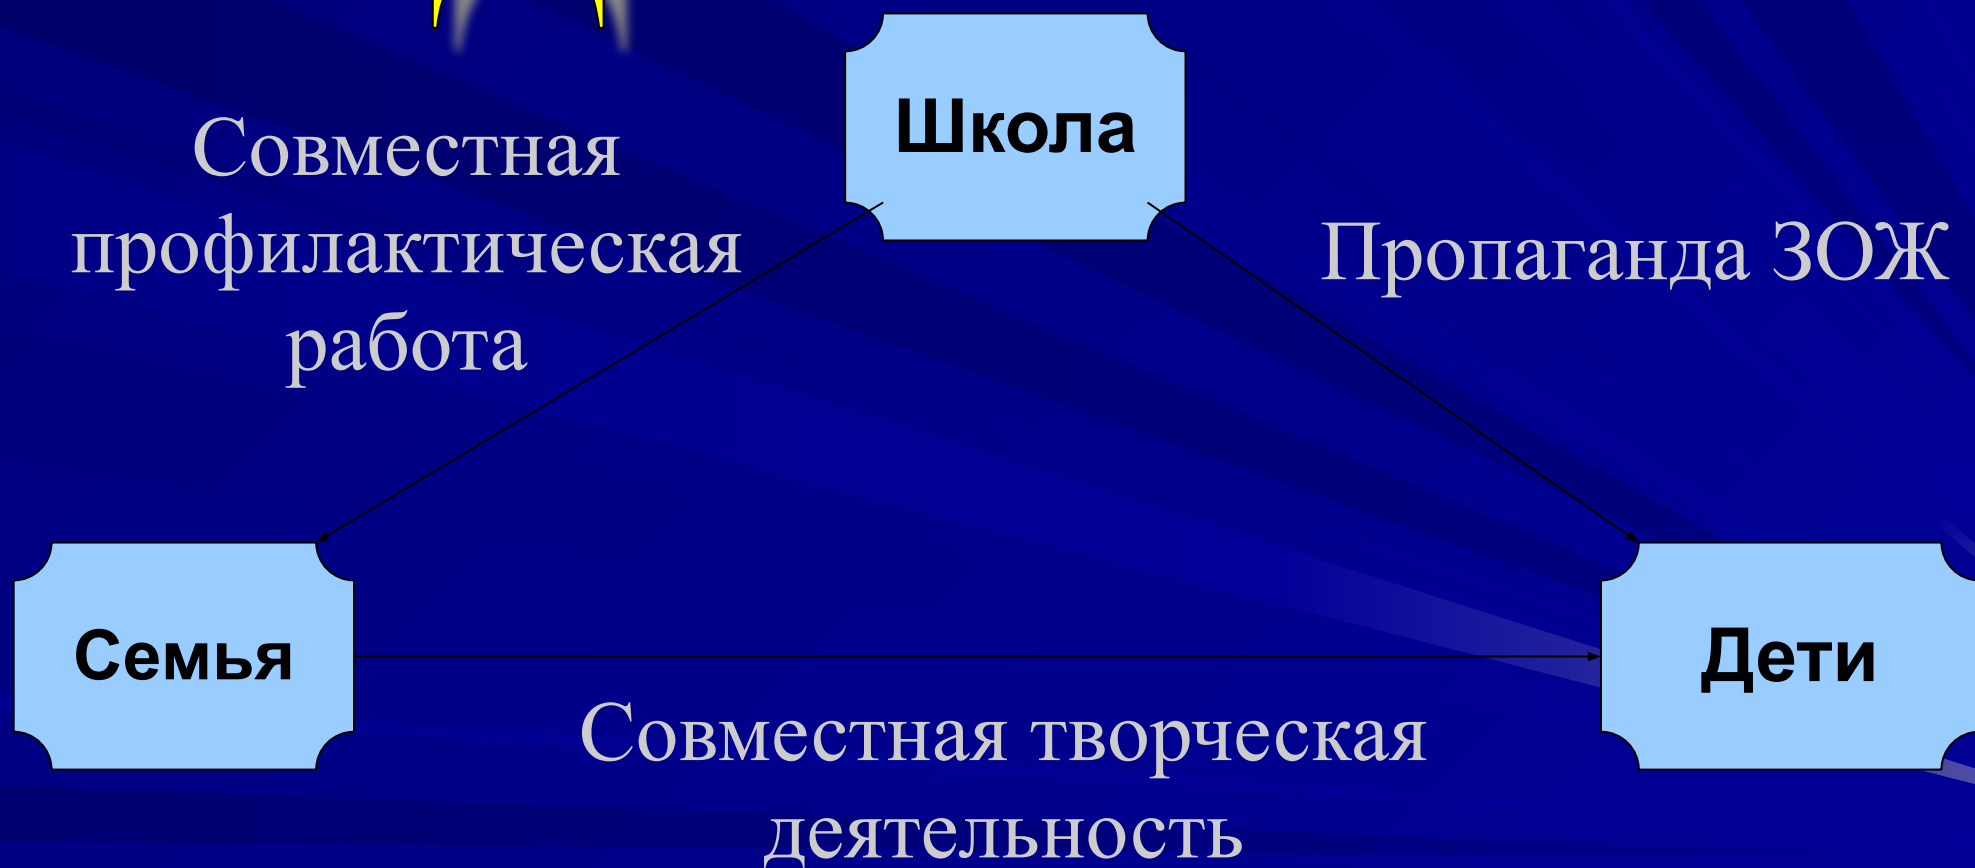 Школа
Совместная
профилактическая
работа
Пропаганда ЗОЖ
Семья
Дети
Совместная творческая
деятельность